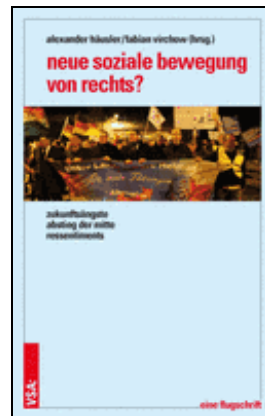 alexander häusler/fabian virchow (hrsg.)
neue soziale bewegung
von rechts?
zukunftsängste
abstieg der mitte
ressentiments
VSA:
eine flugschrift